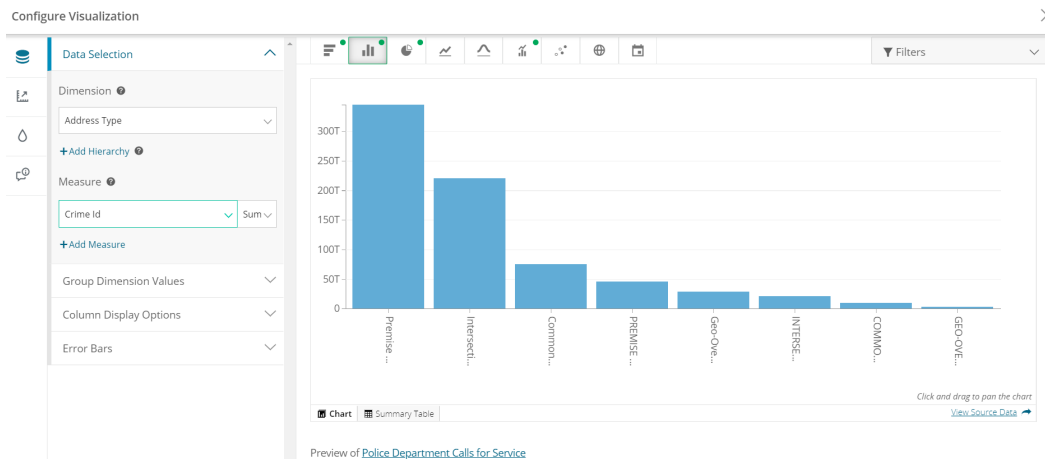 Configure Visualization
Data Selection
Dimension
Address Type
+Add Hierarchy
Measure
Crime Id
Sum
+Add Measure
Group Dimension Values
Column Display Options
Error Bars
Filters
300T
250T
200T
150T
100T
50T
0
Premise ...
Intersecti...
Common...
PREMISE ...
Geo-Ove...
INTERSE...
COMMO...
GEO-OVE...
Click and drag to pan the chart
Chart
Summary Table
View Source Data
Preview of Police Department Calls for Service